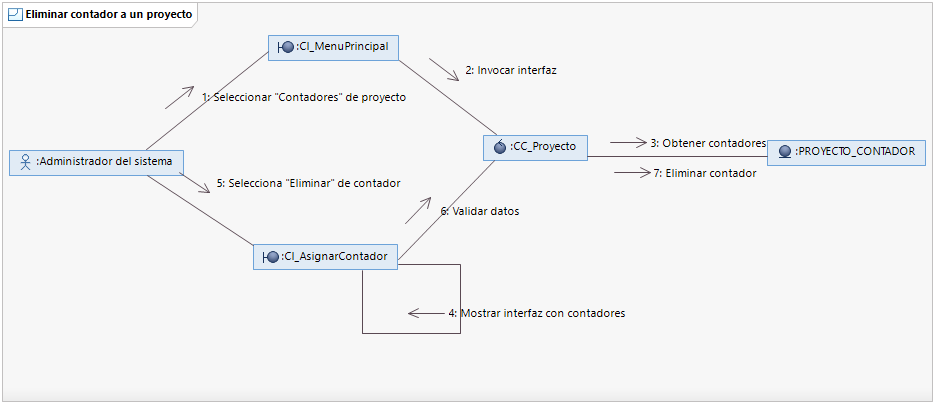 Eliminar contador a un proyecto
:CI_MenuPrincipal
2: Invocar interfaz
1: Seleccionar "Contadores" de proyecto
:CC_Proyecto
3: Obtener contadores
:PROYECTO_CONTADOR
:Administrador del sistema
7: Eliminar contador
5: Selecciona "Eliminar" de contador
6: Validar datos
:CI_AsignarContador
4: Mostrar interfaz con contadores